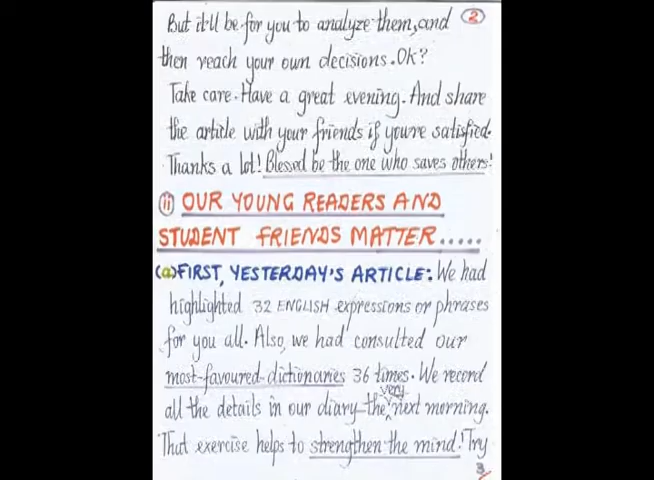 But it'll be for you to analyze them, and ②
then reach your own decisions. Ok?
Take care. Have a great evening. And share
the article with your friends if you're satisfied.
Thanks a lot! Blessed be the one who saves others!
ⓘⓘ OUR YOUNG READERS AND
STUDENT FRIENDS MATTER.....
(a) FIRST, YESTERDAY'S ARTICLE: We had
highlighted 32 ENGLISH expressions or phrases
for you all. Also, we had consulted our
most-favoured-dictionaries 36 times. We record
all the details in our diary the very next morning.
That exercise helps to strengthen the mind! Try
3